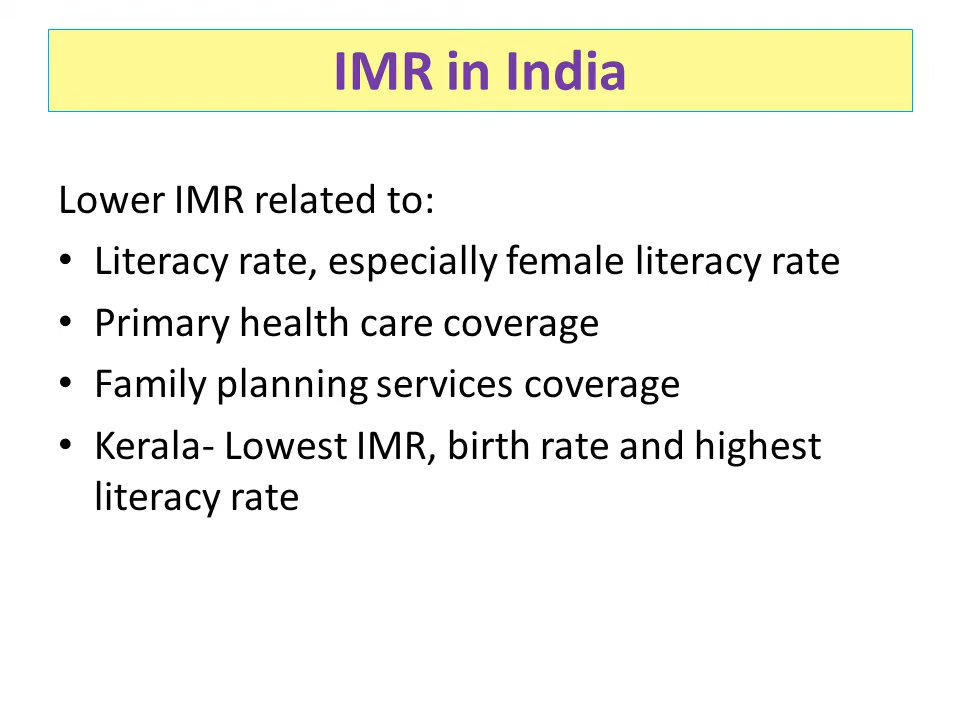 IMR in India
Lower IMR related to:
• Literacy rate, especially female literacy rate
• Primary health care coverage
• Family planning services coverage
• Kerala- Lowest IMR, birth rate and highest
literacy rate